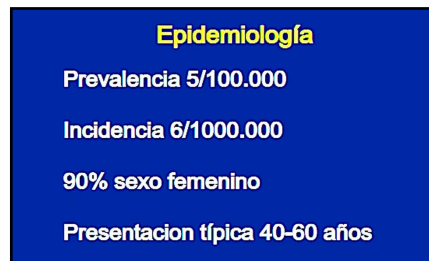 Epidemiología
Prevalencia 5/100.000
Incidencia 6/1000.000
90% sexo femenino
Presentacion típica 40-60 años